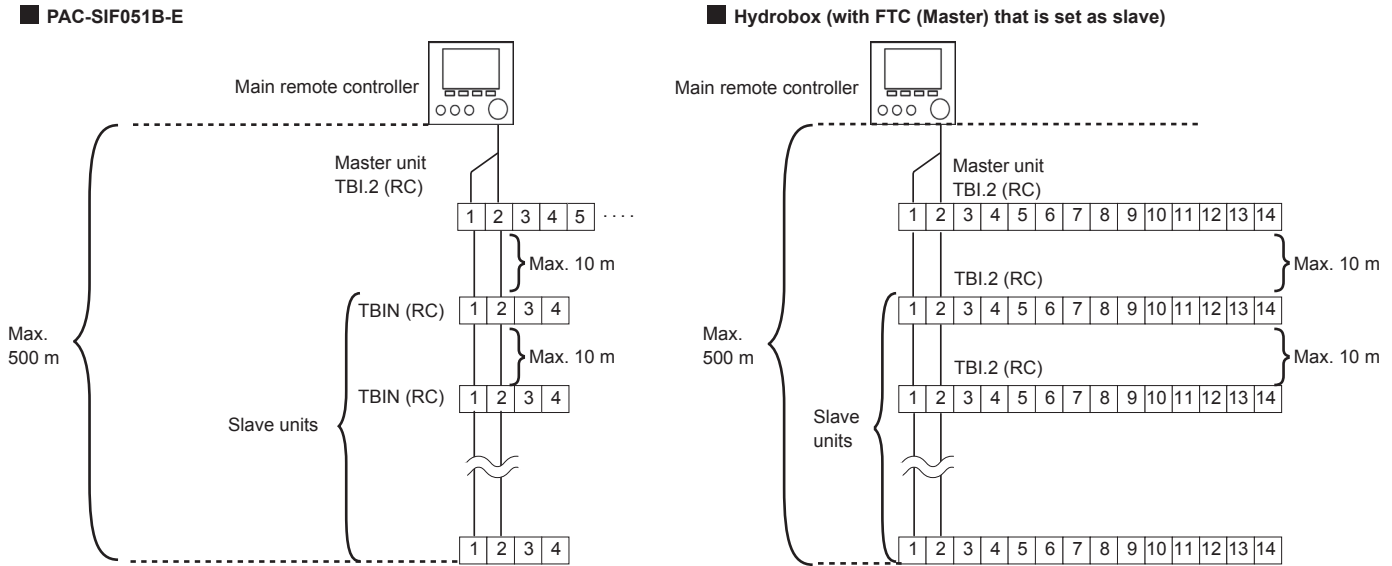 PAC-SIF051B-E
Main remote controller
Master unit
TBI.2 (RC)
1 2 3 4 5 ····
Max. 10 m
TBIN (RC)
1 2 3 4
Max. 10 m
TBIN (RC)
1 2 3 4
Max.
500 m
Slave units
1 2 3 4
Hydrobox (with FTC (Master) that is set as slave)
Main remote controller
Master unit
TBI.2 (RC)
1 2 3 4 5 6 7 8 9 10 11 12 13 14
Max. 10 m
TBI.2 (RC)
1 2 3 4 5 6 7 8 9 10 11 12 13 14
Max. 10 m
TBI.2 (RC)
1 2 3 4 5 6 7 8 9 10 11 12 13 14
Max.
500 m
Slave
units
1 2 3 4 5 6 7 8 9 10 11 12 13 14